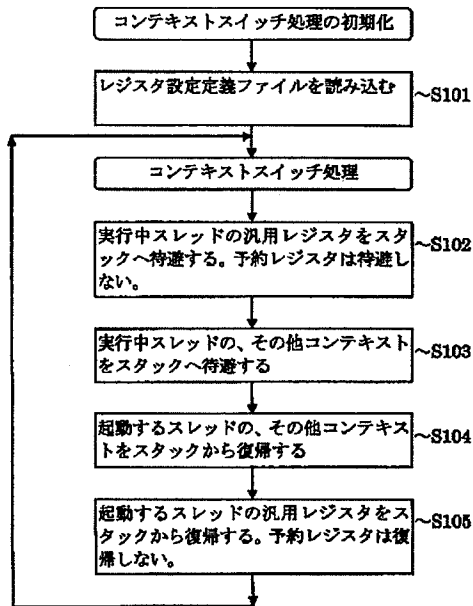 コンテキストスイッチ処理の初期化
レジスタ設定定義ファイルを読み込む
~S101
コンテキストスイッチ処理
実行中スレッドの汎用レジスタをスタ
ックへ待避する。予約レジスタは待避し
ない。
~S102
実行中スレッドの、その他コンテキスト
をスタックへ待避する
~S103
起動するスレッドの、その他コンテキス
トをスタックから復帰する
~S104
起動するスレッドの汎用レジスタをス
タックから復帰する。予約レジスタは復
帰しない。
~S105